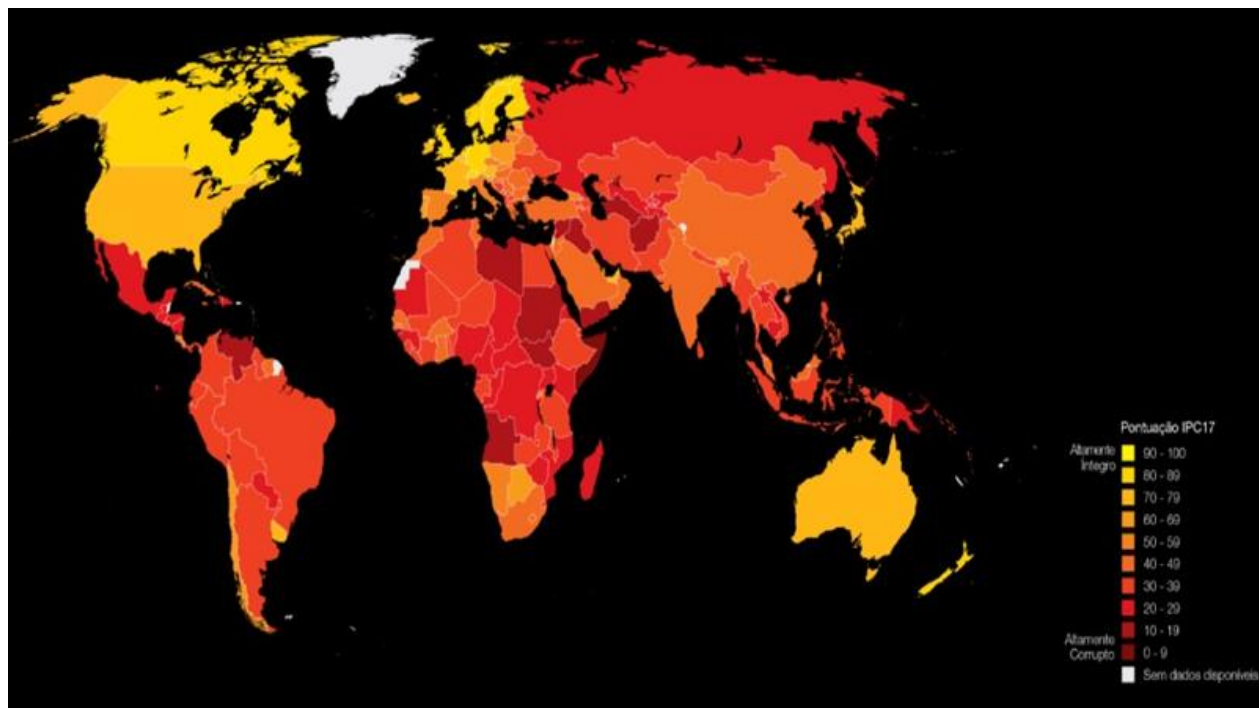 Pontuação IPC17
Altamente
Íntegro
90 - 100
80 - 89
70 - 79
60 - 69
50 - 59
40 - 49
30 - 39
20 - 29
10 - 19
Altamente
Corrupto
0 - 9
Sem dados disponíveis